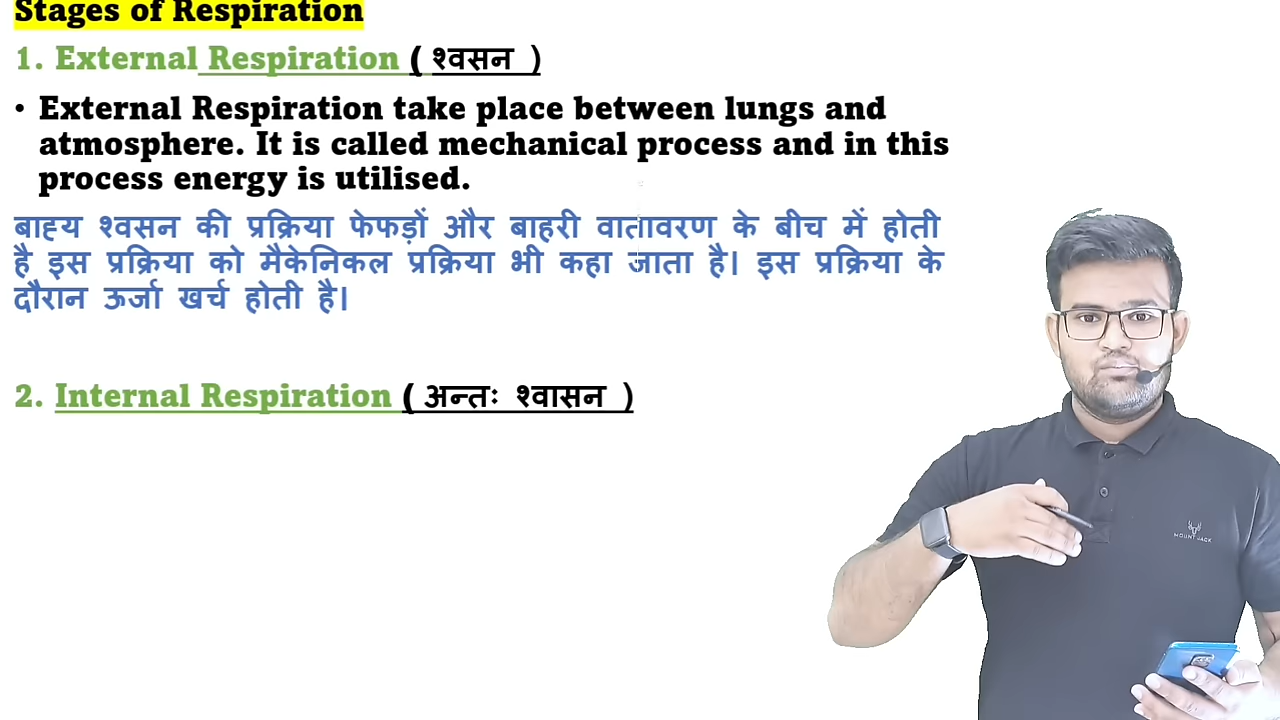 Stages of Respiration
1. External Respiration ( श्वसन )
• External Respiration take place between lungs and
atmosphere. It is called mechanical process and in this
process energy is utilised.
बाह्य श्वसन की प्रक्रिया फेफड़ों और बाहरी वातावरण के बीच में होती
है इस प्रक्रिया को मैकेनिकल प्रक्रिया भी कहा जाता है। इस प्रक्रिया के
दौरान ऊर्जा खर्च होती है।
2. Internal Respiration ( अन्तः श्वासन )
MOUNT JACK